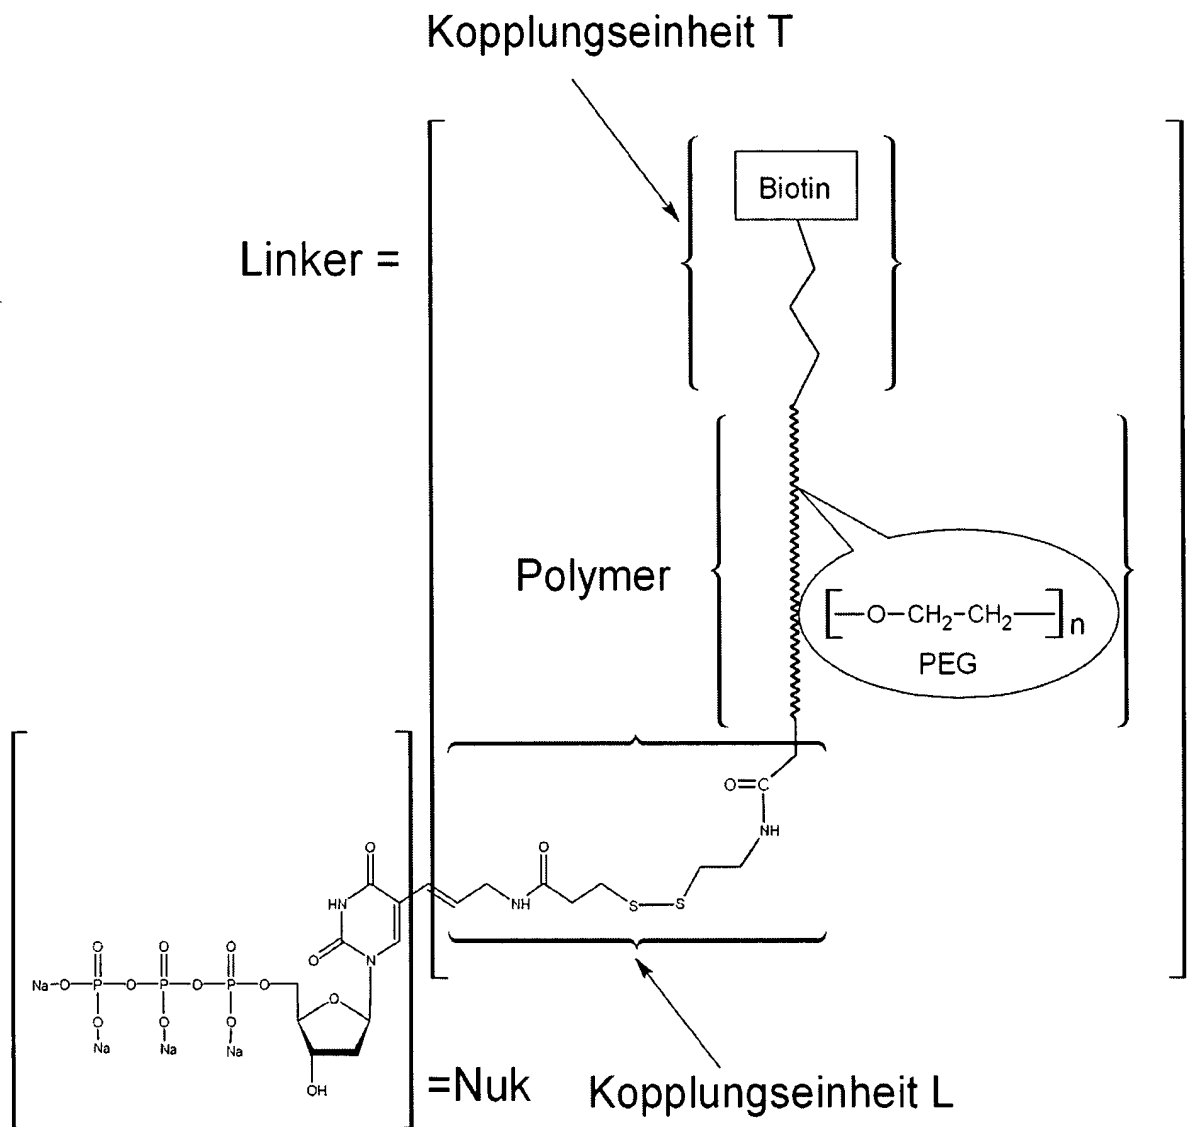 Kopplungseinheit T
Biotin
Linker =
Polymer
[—O—CH2—CH2—]n
PEG
O=C
NH
O O
HN NH
S—S
O N
O O O
Na—O—P—O—P—O—P—O O
O O O
Na Na Na
OH
=Nuk
Kopplungseinheit L